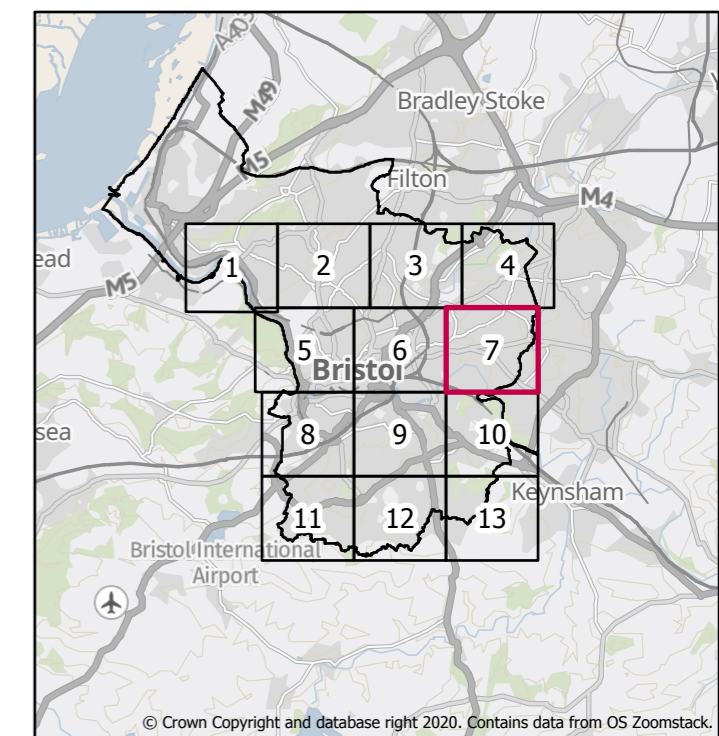 A403
M49
Bradley Stoke
M5
Filton
M4
ead
M5
1
2
3
4
5
6
7
Bristol
sea
8
9
10
Keynsham
11
12
13
Bristol International
Airport
© Crown Copyright and database right 2020. Contains data from OS Zoomstack.